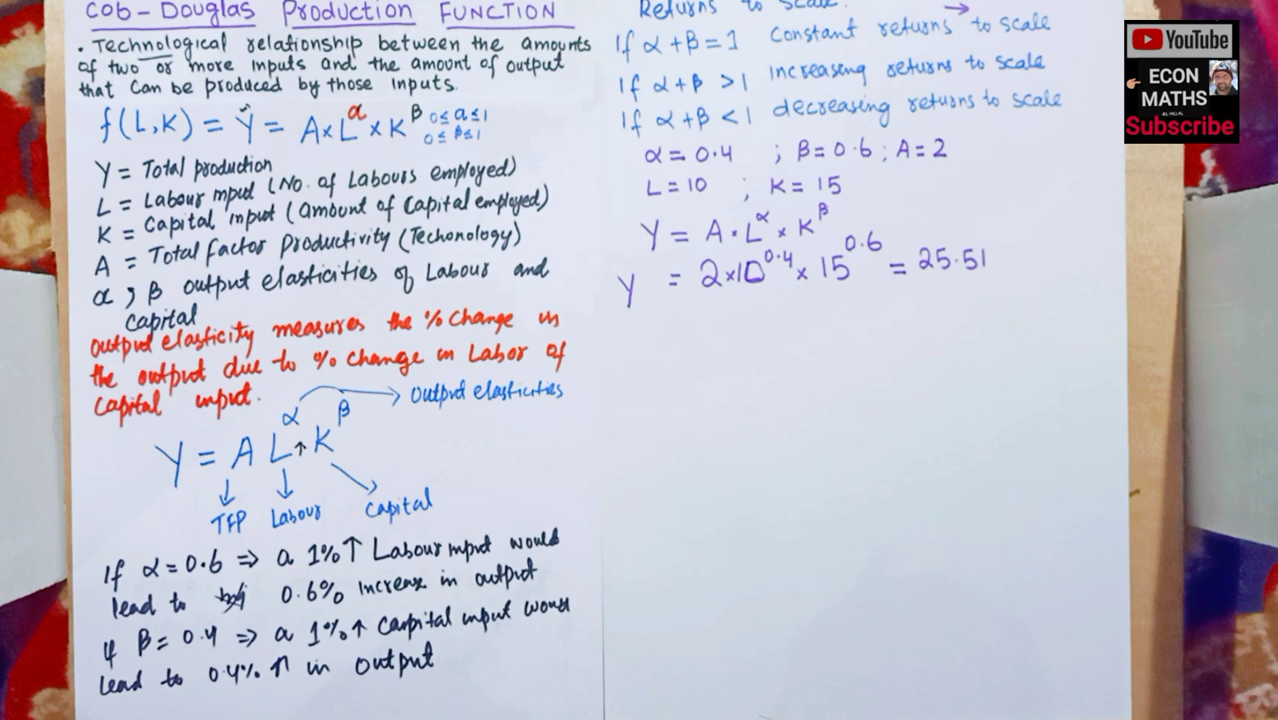 Cob-Douglas Production FUNCTION
• Technological relationship between the amounts
of two or more inputs and the amount of output
that can be produced by those inputs.
f(L,K) = Y = A×L^α × K^β 0≤α≤1
0≤β≤1
Y = Total production
L = Labour input (No. of Labours employed)
K = Capital input (amount of Capital employed)
A = Total Factor Productivity (Techonology)
α, β output elasticities of Labour and
Capital
Output elasticity measures the % change in
the output due to % change in Labor of
Capital input.
→ Output elasticities
Y = A L^α ↑ K^β
TFP Labour Capital
If α = 0.6 ⇒ a 1% ↑ Labour input would
lead to 0.6% increase in output
If β = 0.4 ⇒ a 1% ↑ Carpital input would
lead to 0.4% ↑ in output
Returns to scale. →
If α+β=1 Constant returns to scale
If α+β >1 Increasing returns to scale
If α+β <1 decreasing returns to scale
α = 0.4 ; β = 0.6 ; A = 2
L = 10 ; K = 15
Y = A·L^α × K^β
Y = 2×10^0.4 × 15^0.6 = 25.51
YouTube
ECON
MATHS
Subscribe